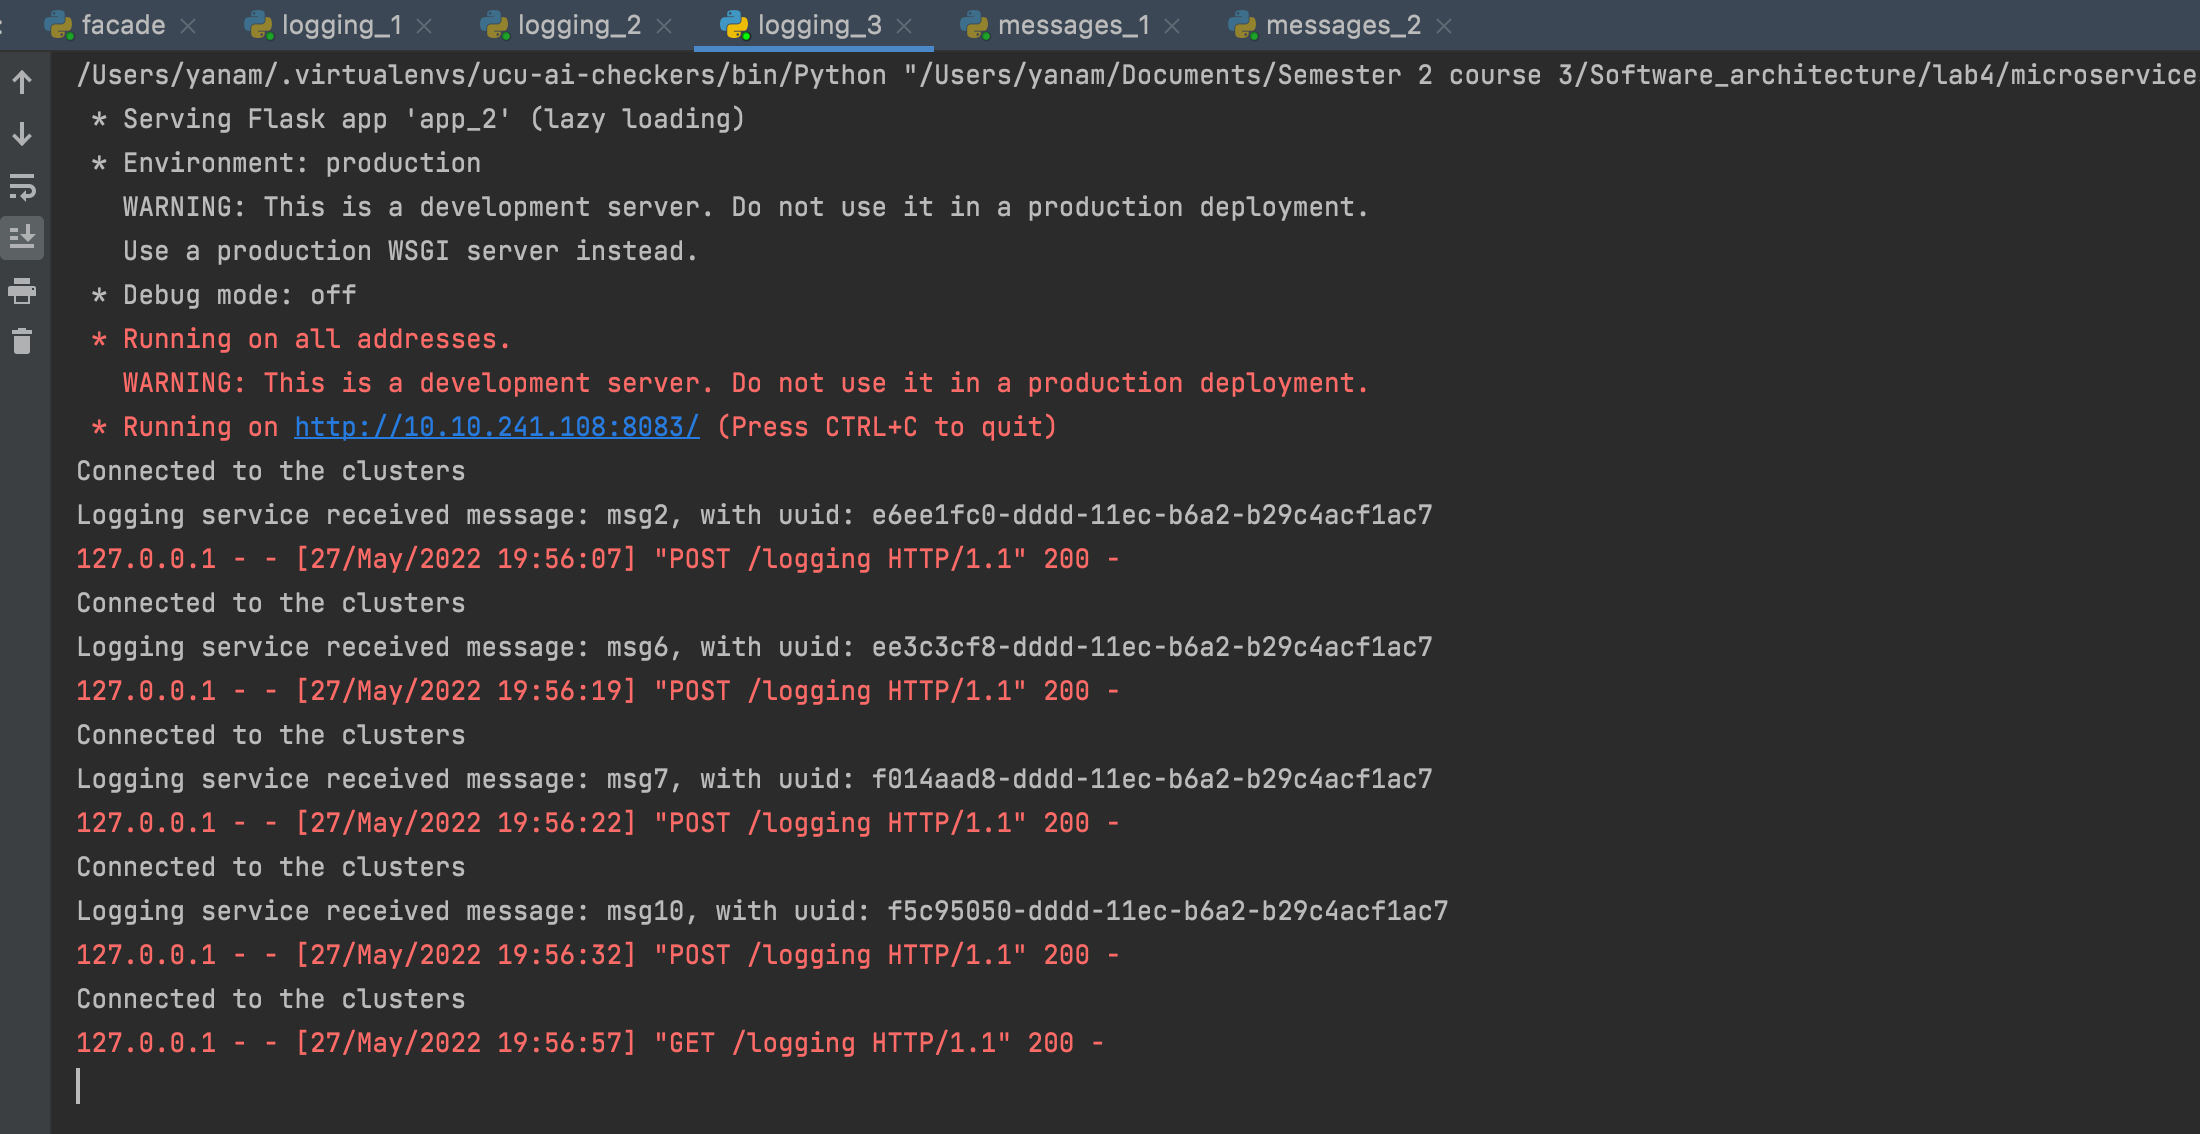 facade logging_1 logging_2 logging_3 messages_1 messages_2
/Users/yanam/.virtualenvs/ucu-ai-checkers/bin/Python "/Users/yanam/Documents/Semester 2 course 3/Software_architecture/lab4/microservice
* Serving Flask app 'app_2' (lazy loading)
* Environment: production
WARNING: This is a development server. Do not use it in a production deployment.
Use a production WSGI server instead.
* Debug mode: off
* Running on all addresses.
WARNING: This is a development server. Do not use it in a production deployment.
* Running on http://10.10.241.108:8083/ (Press CTRL+C to quit)
Connected to the clusters
Logging service received message: msg2, with uuid: e6ee1fc0-dddd-11ec-b6a2-b29c4acf1ac7
127.0.0.1 - - [27/May/2022 19:56:07] "POST /logging HTTP/1.1" 200 -
Connected to the clusters
Logging service received message: msg6, with uuid: ee3c3cf8-dddd-11ec-b6a2-b29c4acf1ac7
127.0.0.1 - - [27/May/2022 19:56:19] "POST /logging HTTP/1.1" 200 -
Connected to the clusters
Logging service received message: msg7, with uuid: f014aad8-dddd-11ec-b6a2-b29c4acf1ac7
127.0.0.1 - - [27/May/2022 19:56:22] "POST /logging HTTP/1.1" 200 -
Connected to the clusters
Logging service received message: msg10, with uuid: f5c95050-dddd-11ec-b6a2-b29c4acf1ac7
127.0.0.1 - - [27/May/2022 19:56:32] "POST /logging HTTP/1.1" 200 -
Connected to the clusters
127.0.0.1 - - [27/May/2022 19:56:57] "GET /logging HTTP/1.1" 200 -